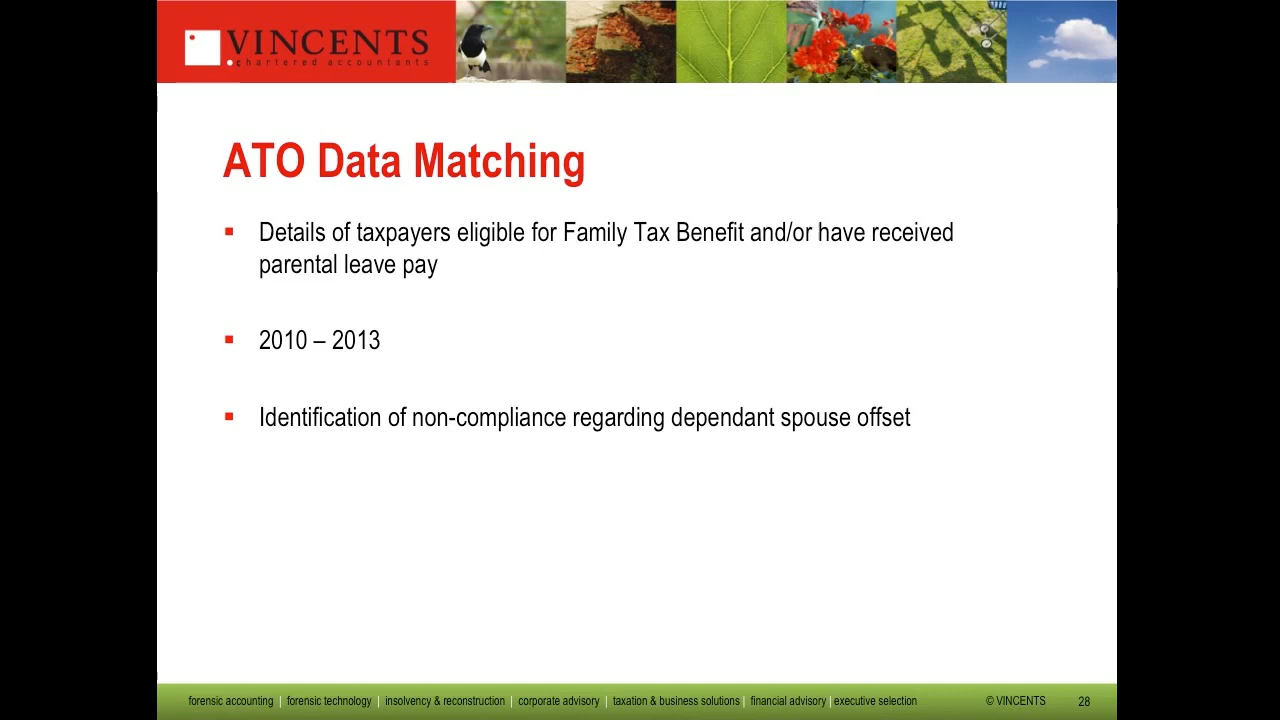 VINCENTS
chartered accountants
ATO Data Matching
Details of taxpayers eligible for Family Tax Benefit and/or have received
parental leave pay
2010 – 2013
Identification of non-compliance regarding dependant spouse offset
forensic accounting | forensic technology | insolvency & reconstruction | corporate advisory | taxation & business solutions | financial advisory | executive selection © VINCENTS 28